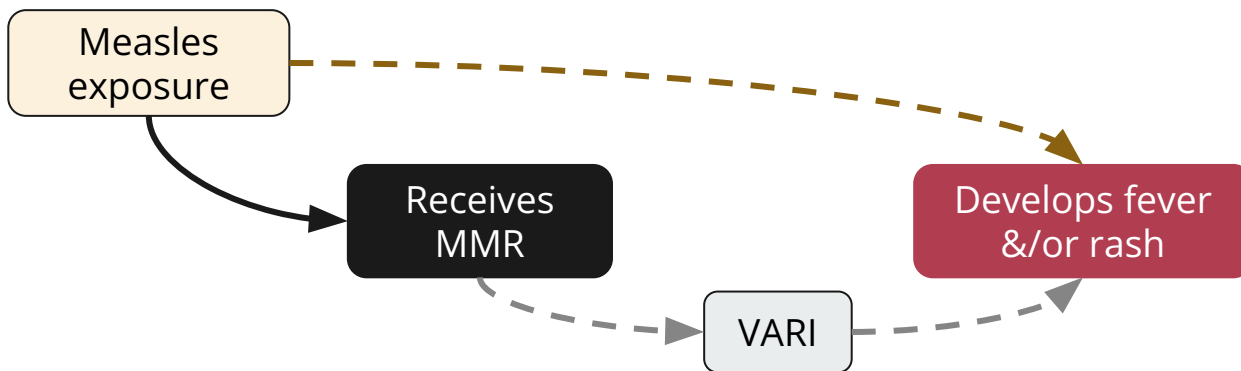 Measles
exposure
Receives
MMR
Develops fever
&/or rash
VARI